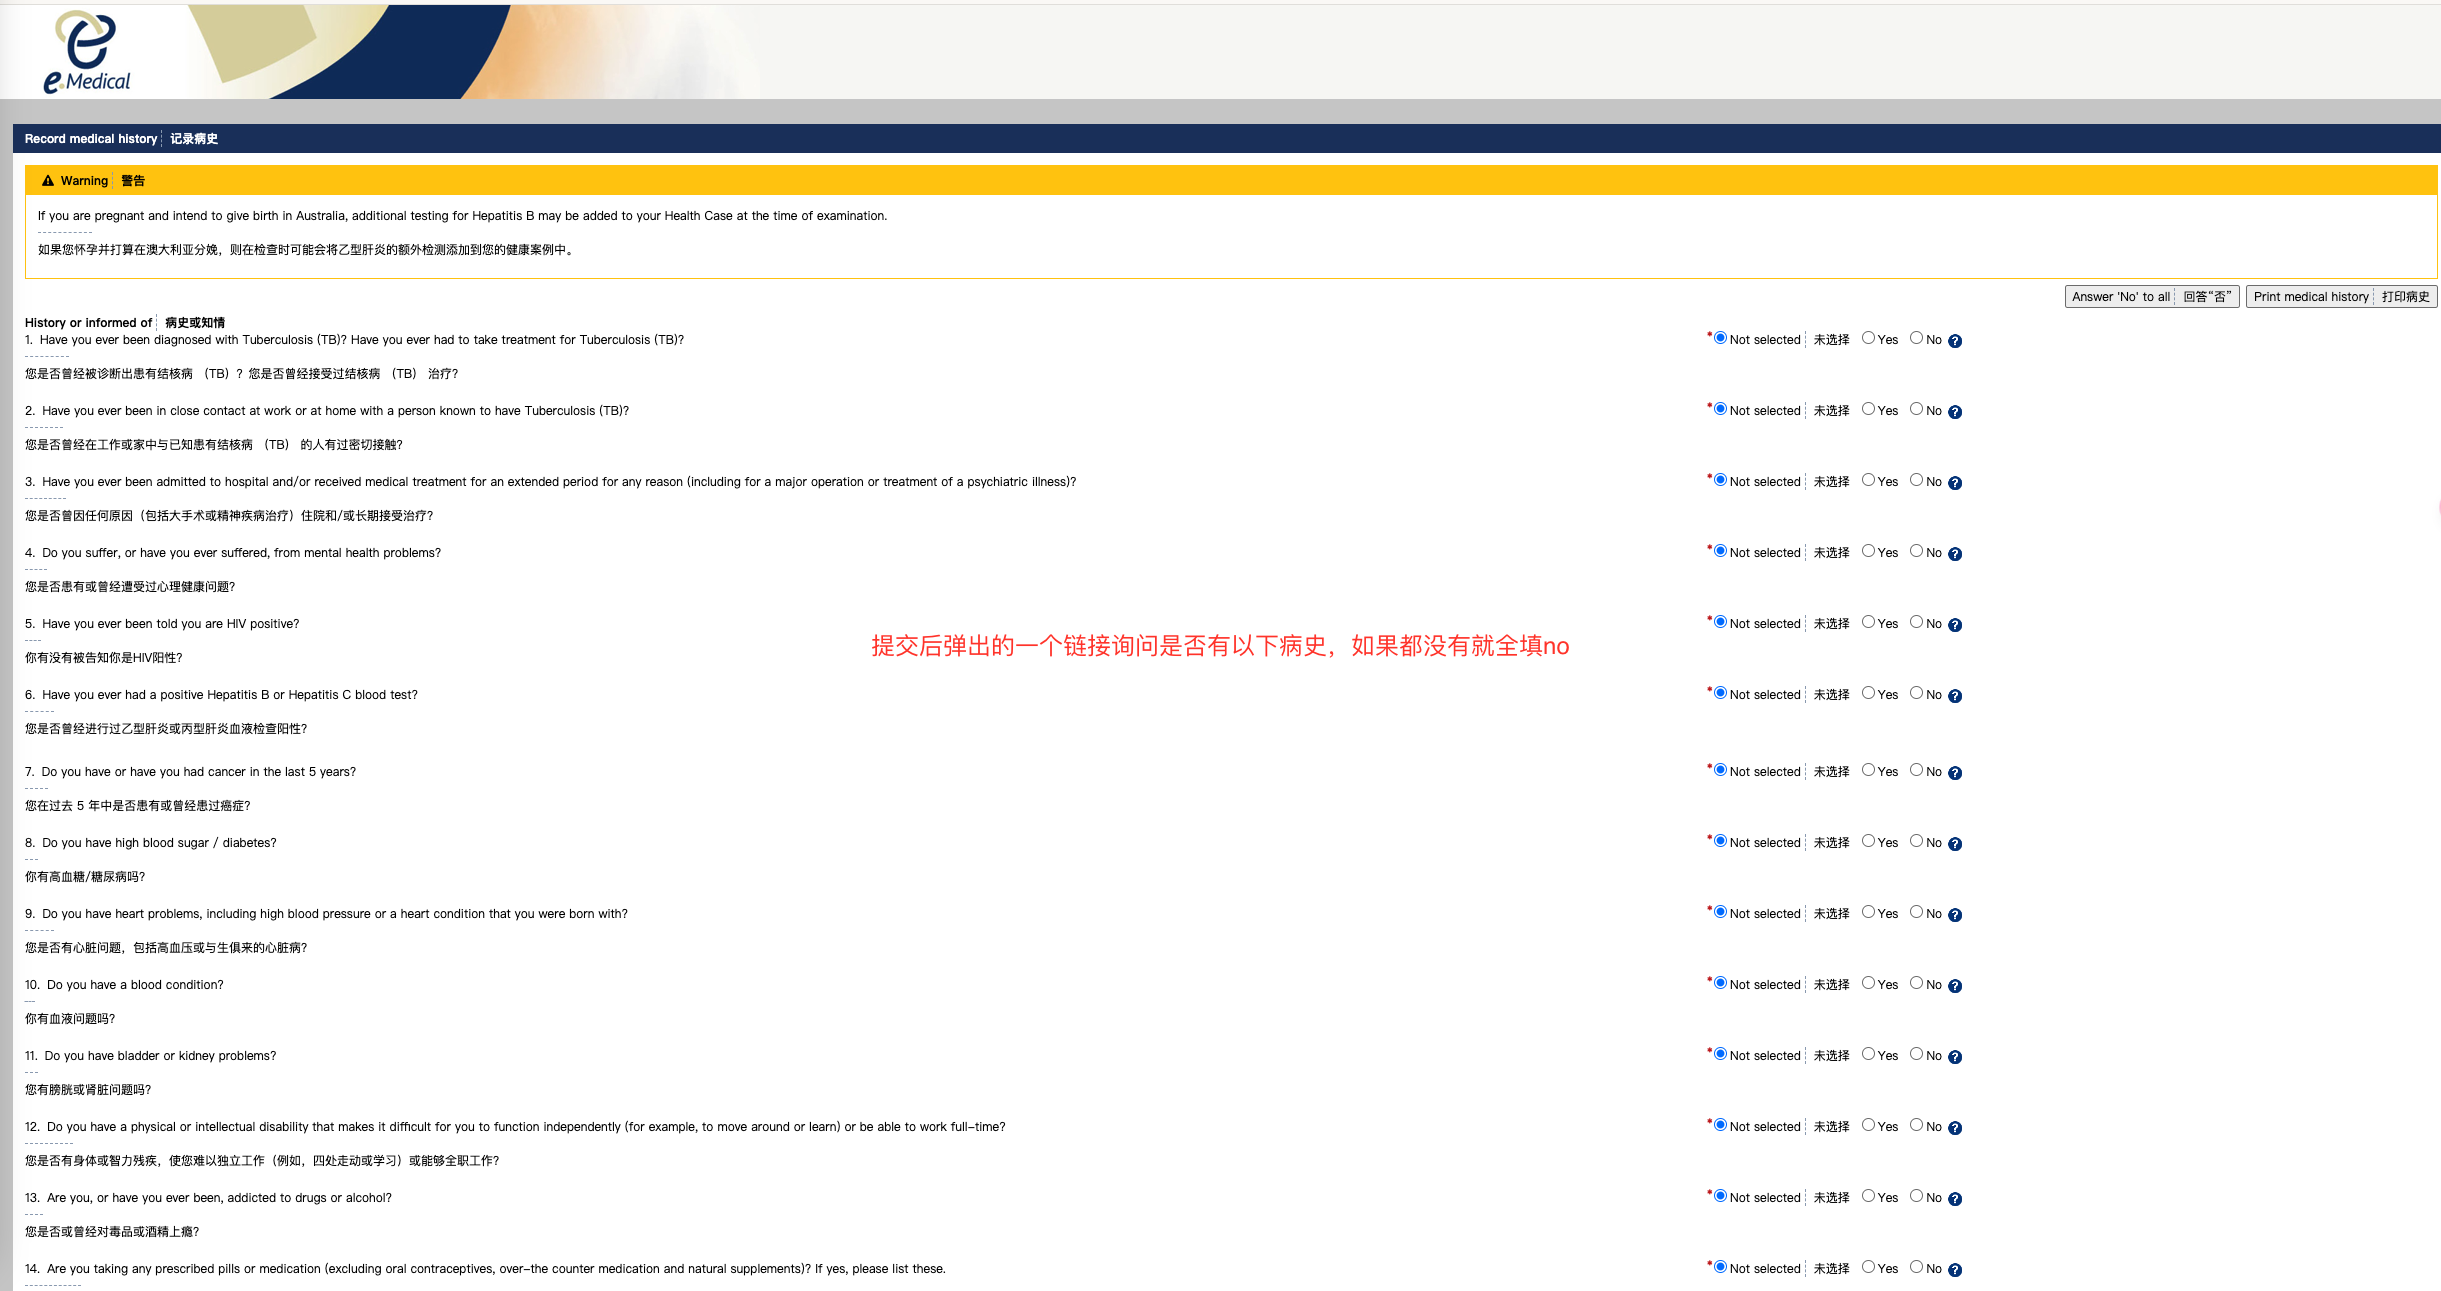 e
e.Medical
Record medical history 记录病史
Warning 警告
If you are pregnant and intend to give birth in Australia, additional testing for Hepatitis B may be added to your Health Case at the time of examination.
如果您怀孕并打算在澳大利亚分娩，则在检查时可能会将乙型肝炎的额外检测添加到您的健康案例中。
Answer 'No' to all 回答“否” Print medical history 打印病史
History or informed of 病史或知情
1. Have you ever been diagnosed with Tuberculosis (TB)? Have you ever had to take treatment for Tuberculosis (TB)? * Not selected 未选择 Yes No ?
您是否曾经被诊断出患有结核病 （TB）? 您是否曾经接受过结核病 （TB） 治疗?
2. Have you ever been in close contact at work or at home with a person known to have Tuberculosis (TB)? * Not selected 未选择 Yes No ?
您是否曾经在工作或家中与已知患有结核病 （TB） 的人有过密切接触?
3. Have you ever been admitted to hospital and/or received medical treatment for an extended period for any reason (including for a major operation or treatment of a psychiatric illness)? * Not selected 未选择 Yes No ?
您是否曾因任何原因（包括大手术或精神疾病治疗）住院和/或长期接受治疗?
4. Do you suffer, or have you ever suffered, from mental health problems? * Not selected 未选择 Yes No ?
您是否患有或曾经遭受过心理健康问题?
5. Have you ever been told you are HIV positive? * Not selected 未选择 Yes No ?
提交后弹出的一个链接询问是否有以下病史，如果都没有就全填no
你有没有被告知你是HIV阳性?
6. Have you ever had a positive Hepatitis B or Hepatitis C blood test? * Not selected 未选择 Yes No ?
您是否曾经进行过乙型肝炎或丙型肝炎血液检查阳性?
7. Do you have or have you had cancer in the last 5 years? * Not selected 未选择 Yes No ?
您在过去 5 年中是否患有或曾经患过癌症?
8. Do you have high blood sugar / diabetes? * Not selected 未选择 Yes No ?
你有高血糖/糖尿病吗?
9. Do you have heart problems, including high blood pressure or a heart condition that you were born with? * Not selected 未选择 Yes No ?
您是否有心脏问题，包括高血压或与生俱来的心脏病?
10. Do you have a blood condition? * Not selected 未选择 Yes No ?
你有血液问题吗?
11. Do you have bladder or kidney problems? * Not selected 未选择 Yes No ?
您有膀胱或肾脏问题吗?
12. Do you have a physical or intellectual disability that makes it difficult for you to function independently (for example, to move around or learn) or be able to work full-time? * Not selected 未选择 Yes No ?
您是否有身体或智力残疾，使您难以独立工作（例如，四处走动或学习）或能够全职工作?
13. Are you, or have you ever been, addicted to drugs or alcohol? * Not selected 未选择 Yes No ?
您是否或曾经对毒品或酒精上瘾?
14. Are you taking any prescribed pills or medication (excluding oral contraceptives, over-the counter medication and natural supplements)? If yes, please list these. * Not selected 未选择 Yes No ?